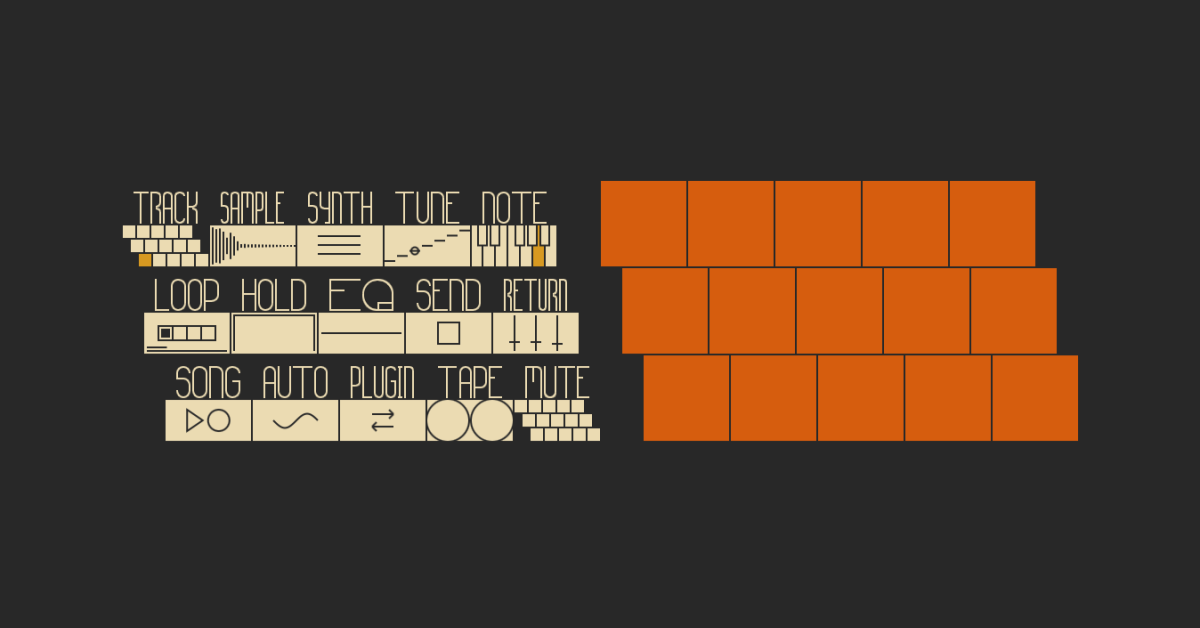 TRACK SAMPLE SYNTH TUNE NOTE
LOOP HOLD EQ SEND RETURN
SONG AUTO PLUGIN TAPE MUTE